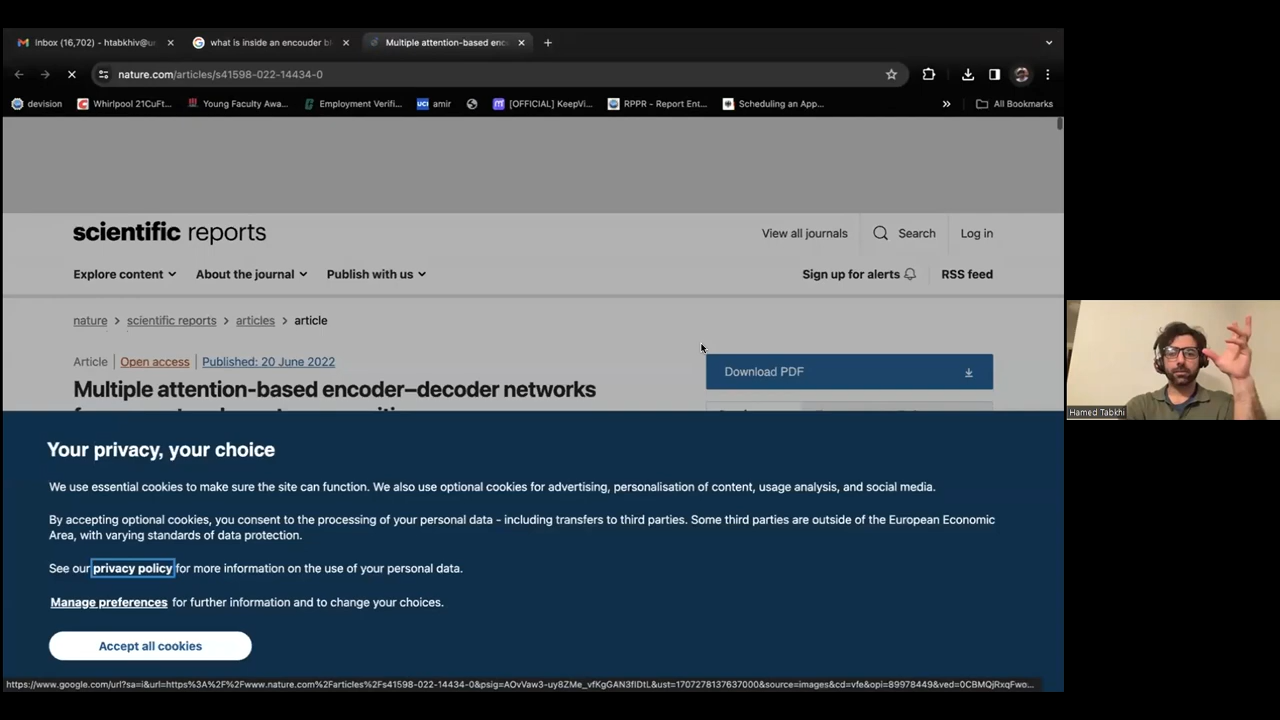 Inbox (16,702) - htabkhiv@u
what is inside an encouder b
Multiple attention-based enc
nature.com/articles/s41598-022-14434-0
devision
Whirlpool 21CuFt...
Young Faculty Awa...
Employment Verifi...
UCI amir
[OFFICIAL] KeepVi...
RPPR - Report Ent...
Scheduling an App...
All Bookmarks
scientific reports
View all journals
Search
Log in
Explore content
About the journal
Publish with us
Sign up for alerts
RSS feed
nature > scientific reports > articles > article
Article | Open access | Published: 20 June 2022
Multiple attention-based encoder–decoder networks
Download PDF
Hamed Tabkhi
Your privacy, your choice
We use essential cookies to make sure the site can function. We also use optional cookies for advertising, personalisation of content, usage analysis, and social media.
By accepting optional cookies, you consent to the processing of your personal data - including transfers to third parties. Some third parties are outside of the European Economic
Area, with varying standards of data protection.
See our privacy policy for more information on the use of your personal data.
Manage preferences for further information and to change your choices.
Accept all cookies